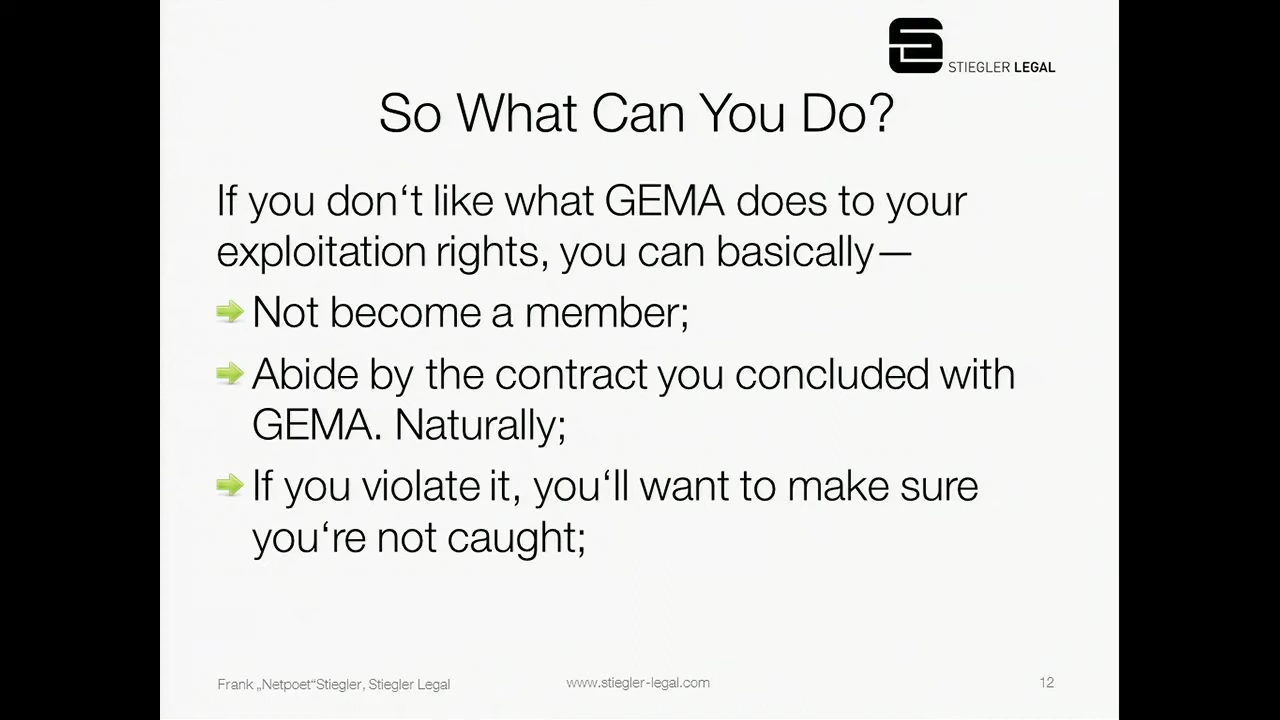 STIEGLER LEGAL
So What Can You Do?
If you don‘t like what GEMA does to your
exploitation rights, you can basically—
Not become a member;
Abide by the contract you concluded with
GEMA. Naturally;
If you violate it, you‘ll want to make sure
you‘re not caught;
Frank „Netpoet“Stiegler, Stiegler Legal
www.stiegler-legal.com
12